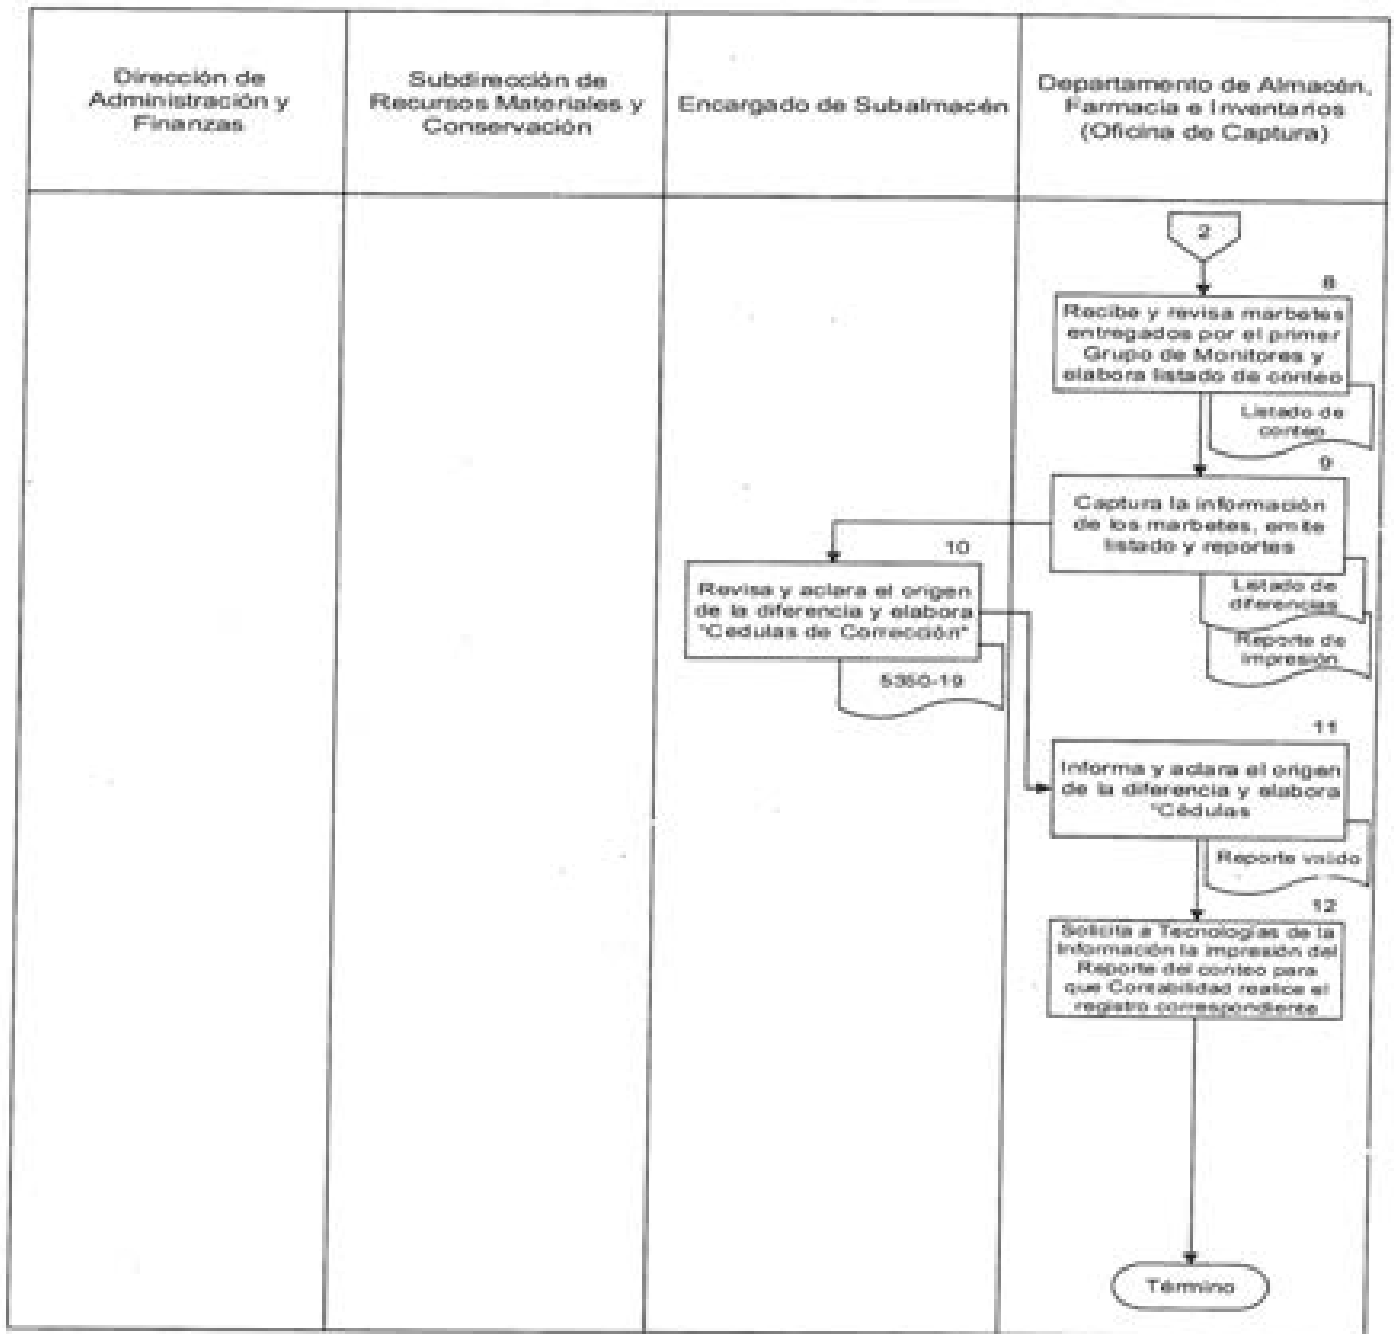 Dirección de
Administración y
Finanzas
Subdirección de
Recursos Materiales y
Conservación
Encargado de Subalmacén
Departamento de Almacén,
Farmacia e Inventarios
(Oficina de Captura)
2
8
Recibe y revisa marbetes
entregados por el primer
Grupo de Monitores y
elabora listado de conteo
Listado de
conteo
9
Captura la información
de los marbetes, emite
listado y reportes
Listado de
diferencias
Reporte de
impresión
10
Revisa y aclara el origen
de la diferencia y elabora
"Cedulas de Corrección"
5350-19
11
Informa y aclara el origen
de la diferencia y elabora
"Cédulas
Reporte valido
12
Solicita a Tecnologías de la
Información la impresión del
Reporte del conteo para
que Contabilidad realice el
registro correspondiente
Término